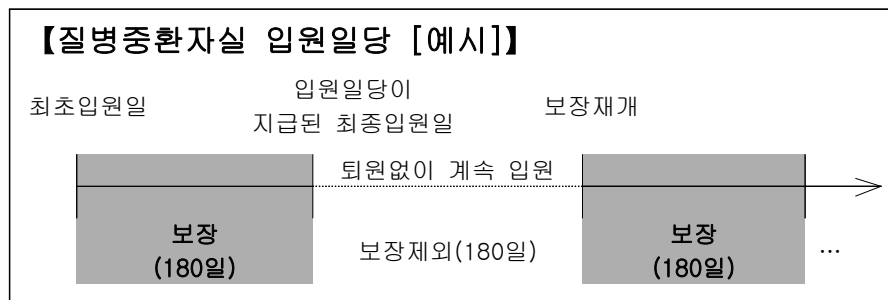 【질병중환자실 입원일당 [예시]】
최초입원일
입원일당이
지급된 최종입원일
보장재개
퇴원없이 계속 입원
보장
(180일)
보장제외(180일)
보장
(180일)
…